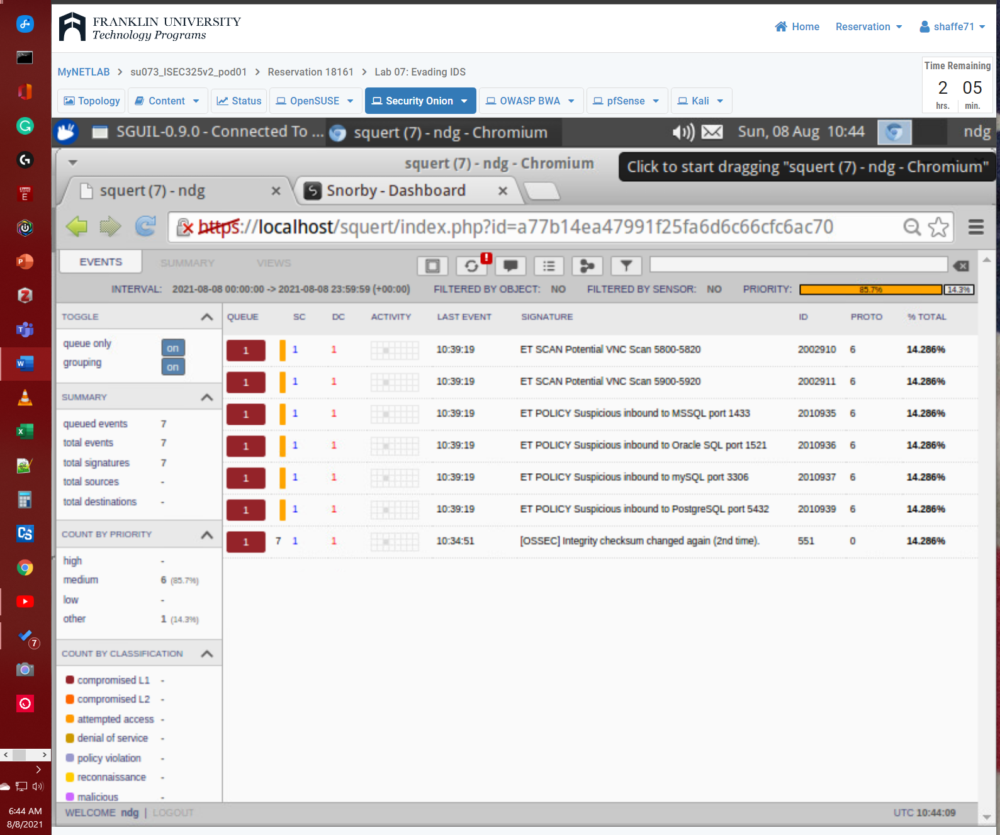 FRANKLIN UNIVERSITY
Technology Programs
Home Reservation shaffe71
MyNETLAB > su073_ISEC325v2_pod01 > Reservation 18161 > Lab 07: Evading IDS
Time Remaining
2 05
hrs. min.
Topology Content Status OpenSUSE Security Onion OWASP BWA pfSense Kali
SGUIL-0.9.0 - Connected To ... squert (7) - ndg - Chromium Sun, 08 Aug 10:44 ndg
squert (7) - ndg - Chromium
Click to start dragging "squert (7) - ndg - Chromium"
squert (7) - ndg Snorby - Dashboard
https://localhost/squert/index.php?id=a77b14ea47991f25fa6d6c66cfc6ac70
EVENTS SUMMARY VIEWS
INTERVAL: 2021-08-08 00:00:00 -> 2021-08-08 23:59:59 (+00:00) FILTERED BY OBJECT: NO FILTERED BY SENSOR: NO PRIORITY: 85.7% 14.3%
TOGGLE
queue only on
grouping on
SUMMARY
queued events 7
total events 7
total signatures 7
total sources -
total destinations -
COUNT BY PRIORITY
high -
medium 6 (85.7%)
low -
other 1 (14.3%)
COUNT BY CLASSIFICATION
compromised L1 -
compromised L2 -
attempted access -
denial of service -
policy violation -
reconnaissance -
malicious -
QUEUE SC DC ACTIVITY LAST EVENT SIGNATURE ID PROTO % TOTAL
1 1 1 10:39:19 ET SCAN Potential VNC Scan 5800-5820 2002910 6 14.286%
1 1 1 10:39:19 ET SCAN Potential VNC Scan 5900-5920 2002911 6 14.286%
1 1 1 10:39:19 ET POLICY Suspicious inbound to MSSQL port 1433 2010935 6 14.286%
1 1 1 10:39:19 ET POLICY Suspicious inbound to Oracle SQL port 1521 2010936 6 14.286%
1 1 1 10:39:19 ET POLICY Suspicious inbound to mySQL port 3306 2010937 6 14.286%
1 1 1 10:39:19 ET POLICY Suspicious inbound to PostgreSQL port 5432 2010939 6 14.286%
1 7 1 1 10:34:51 [OSSEC] Integrity checksum changed again (2nd time). 551 0 14.286%
WELCOME ndg | LOGOUT
UTC 10:44:09
7
6:44 AM
8/8/2021